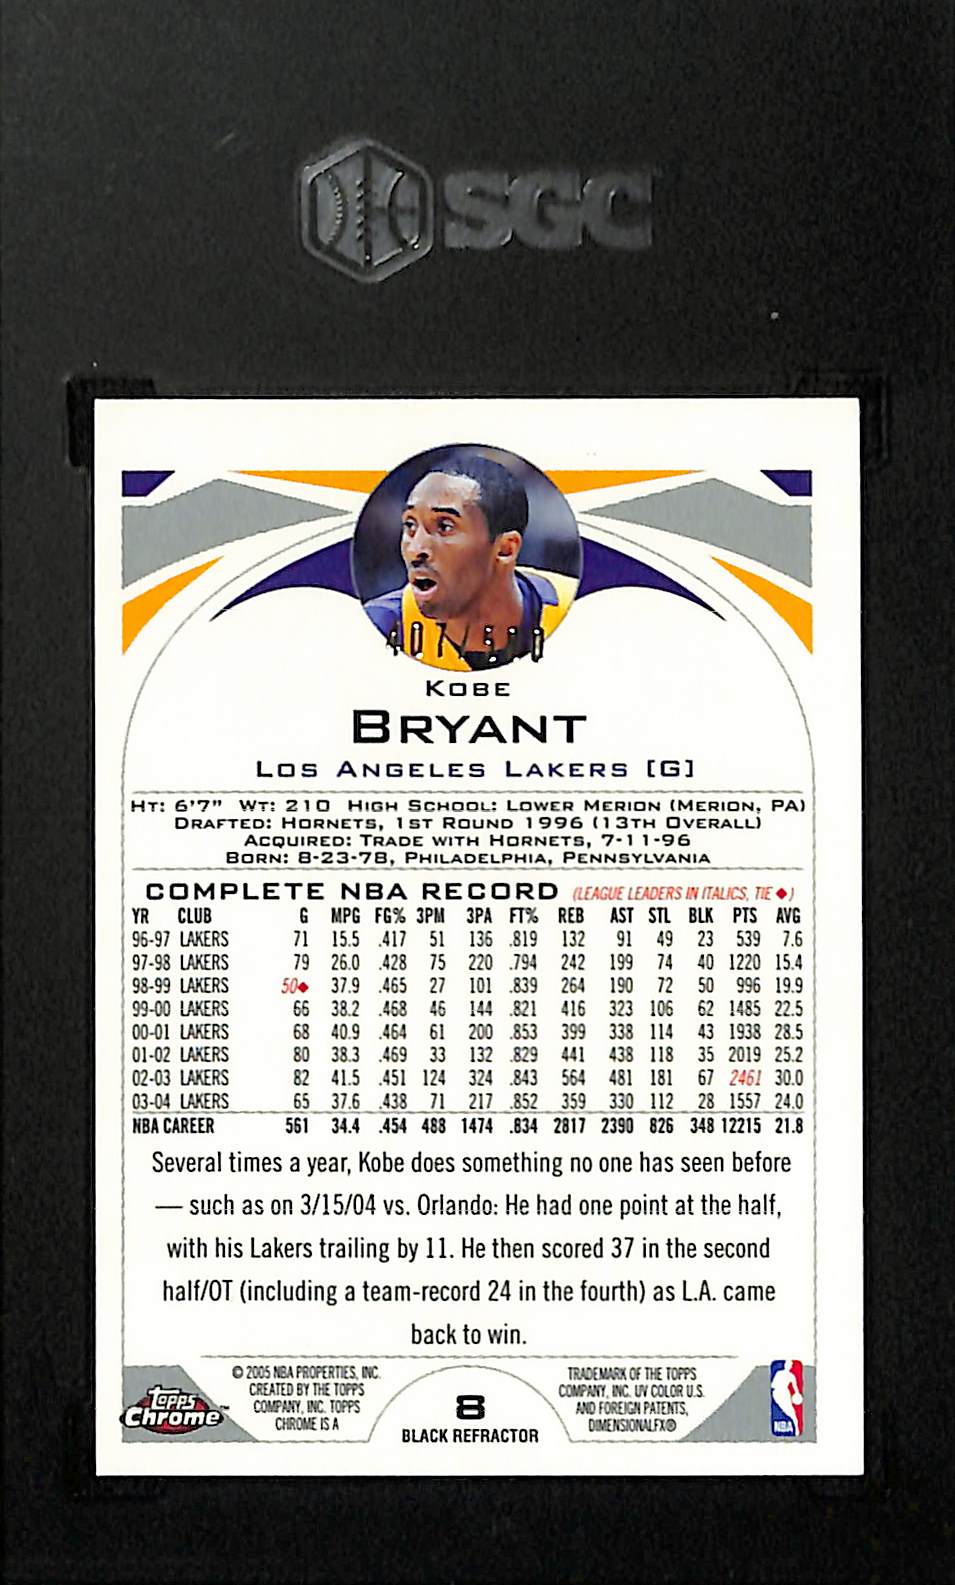 SGC
407/500
KOBE
BRYANT
LOS ANGELES LAKERS [G]
HT: 6'7" WT: 210 HIGH SCHOOL: LOWER MERION (MERION, PA)
DRAFTED: HORNETS, 1ST ROUND 1996 (13TH OVERALL)
ACQUIRED: TRADE WITH HORNETS, 7-11-96
BORN: 8-23-78, PHILADELPHIA, PENNSYLVANIA
COMPLETE NBA RECORD (LEAGUE LEADERS IN ITALICS, TIE ◆)
YR CLUB G MPG FG% 3PM 3PA FT% REB AST STL BLK PTS AVG
96-97 LAKERS 71 15.5 .417 51 136 .819 132 91 49 23 539 7.6
97-98 LAKERS 79 26.0 .428 75 220 .794 242 199 74 40 1220 15.4
98-99 LAKERS 50◆ 37.9 .465 27 101 .839 264 190 72 50 996 19.9
99-00 LAKERS 66 38.2 .468 46 144 .821 416 323 106 62 1485 22.5
00-01 LAKERS 68 40.9 .464 61 200 .853 399 338 114 43 1938 28.5
01-02 LAKERS 80 38.3 .469 33 132 .829 441 438 118 35 2019 25.2
02-03 LAKERS 82 41.5 .451 124 324 .843 564 481 181 67 2461 30.0
03-04 LAKERS 65 37.6 .438 71 217 .852 359 330 112 28 1557 24.0
NBA CAREER 561 34.4 .454 488 1474 .834 2817 2390 826 348 12215 21.8
Several times a year, Kobe does something no one has seen before
— such as on 3/15/04 vs. Orlando: He had one point at the half,
with his Lakers trailing by 11. He then scored 37 in the second
half/OT (including a team-record 24 in the fourth) as L.A. came
back to win.
© 2005 NBA PROPERTIES, INC.
CREATED BY THE TOPPS
COMPANY, INC. TOPPS
CHROME IS A
TRADEMARK OF THE TOPPS
COMPANY, INC. UV COLOR U.S.
AND FOREIGN PATENTS,
DIMENSIONALFX®
Topps
Chrome™
8
BLACK REFRACTOR
NBA